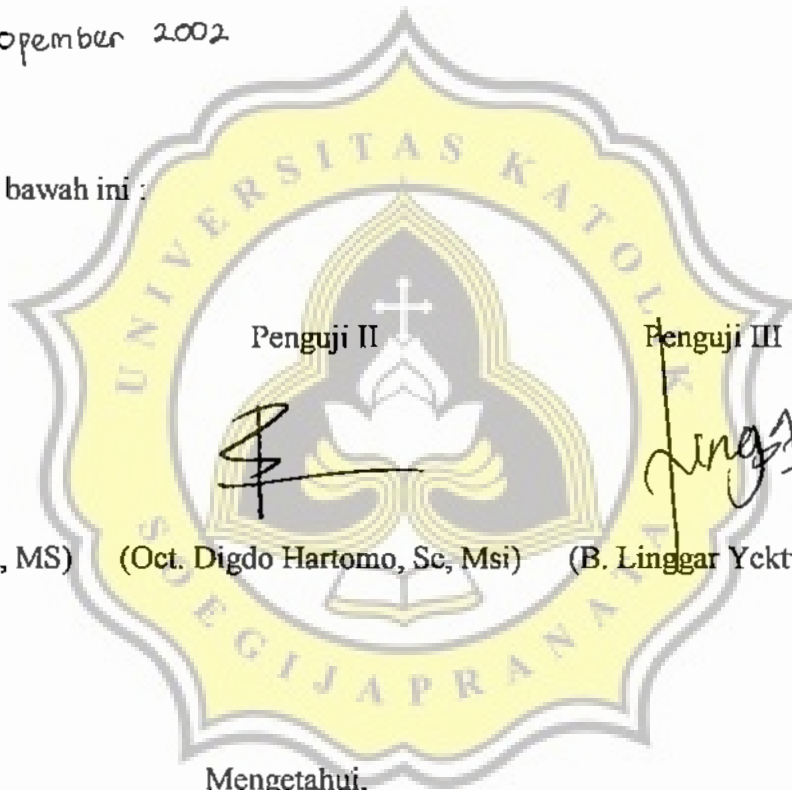 opember 2002
bawah ini :
UNIVERSITAS KATOLIK
Penguji II Penguji III
Lingg
, MS) (Oct. Digdo Hartomo, Sc, Msi) (B. Linggar Yekt
SOEGIJAPRANATA
Mengetahui,